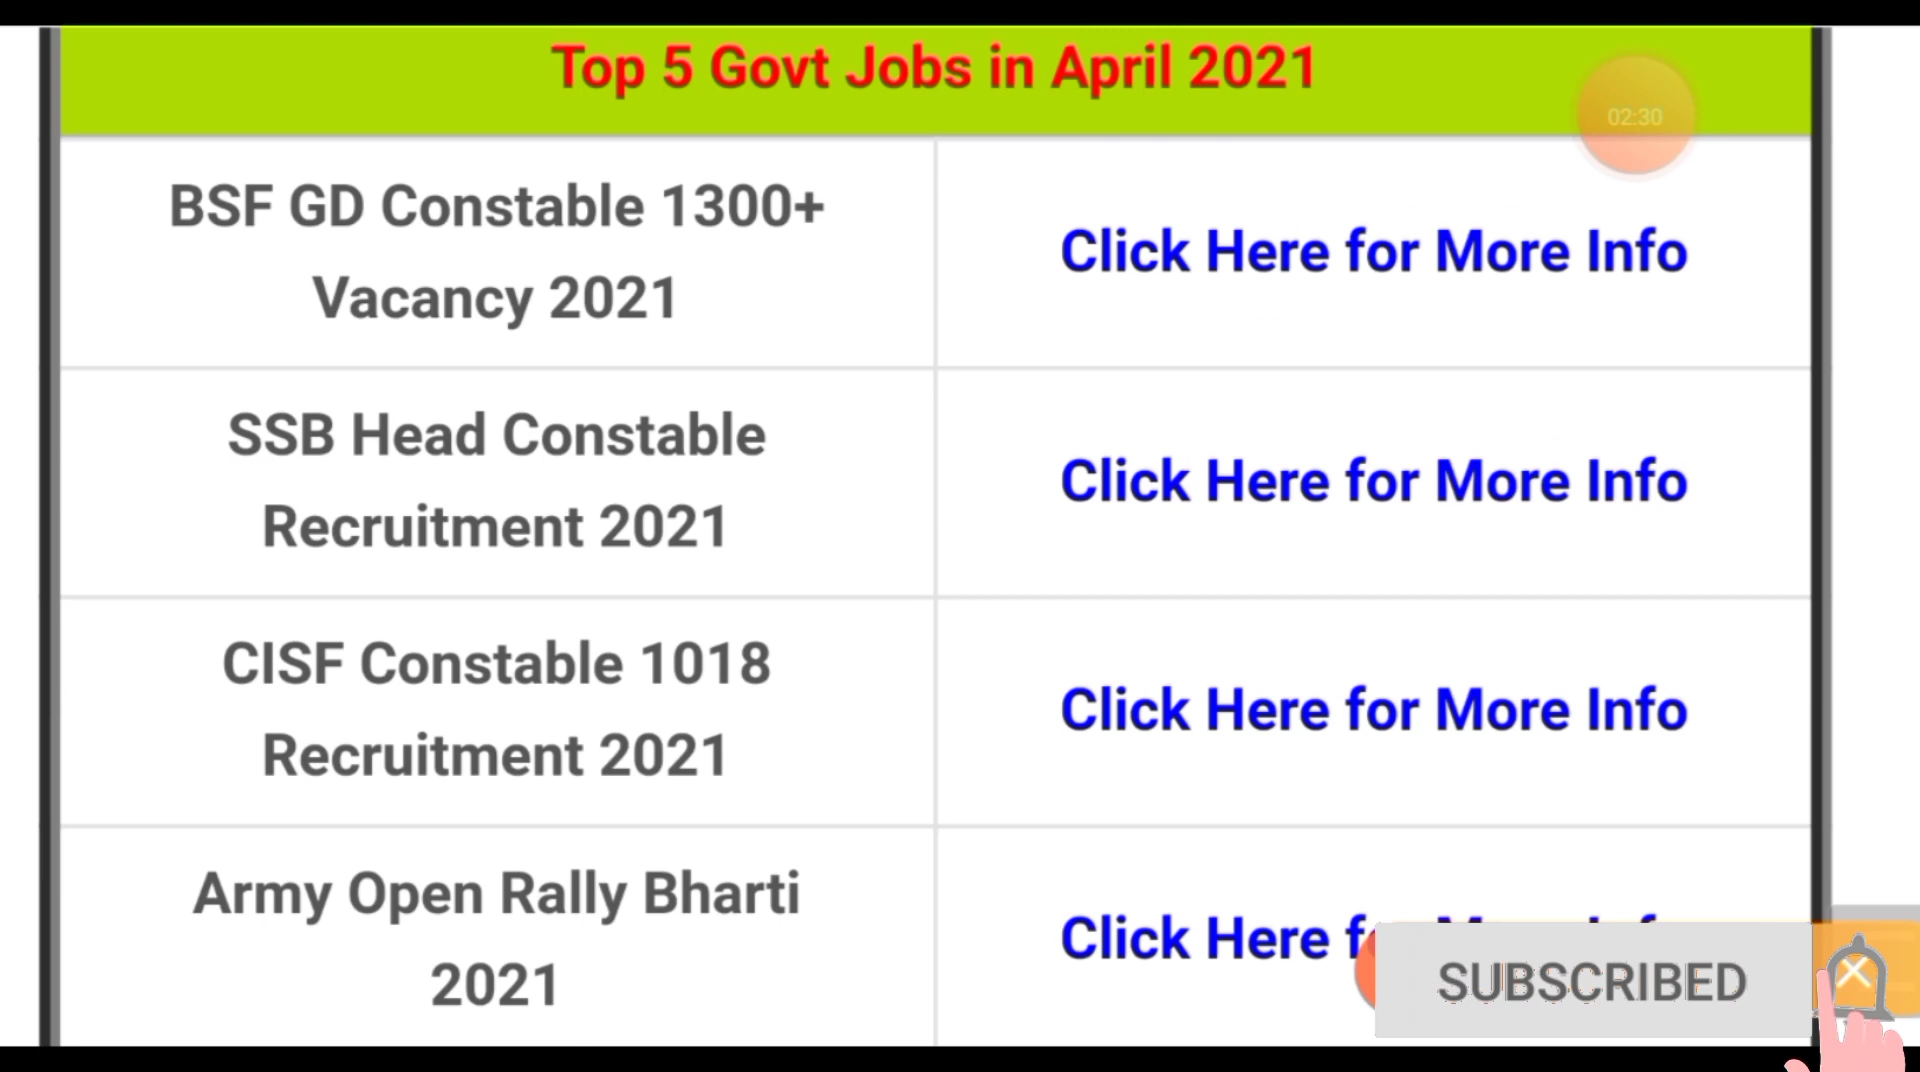 Top 5 Govt Jobs in April 2021
02:30
BSF GD Constable 1300+
Vacancy 2021
Click Here for More Info
SSB Head Constable
Recruitment 2021
Click Here for More Info
CISF Constable 1018
Recruitment 2021
Click Here for More Info
Army Open Rally Bharti
2021
Click Here
SUBSCRIBED